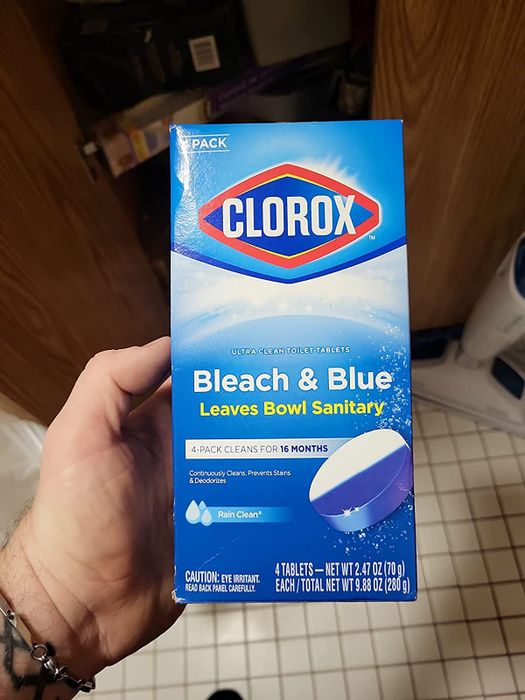 PACK
CLOROX
TM
ULTRA CLEAN TOILET TABLETS
Bleach & Blue
Leaves Bowl Sanitary
4-PACK CLEANS FOR 16 MONTHS
Continuously Cleans, Prevents Stains
& Deodorizes
Rain Clean®
CAUTION: EYE IRRITANT.
READ BACK PANEL CAREFULLY.
4 TABLETS — NET WT 2.47 OZ (70 g)
EACH / TOTAL NET WT 9.88 OZ (280 g)